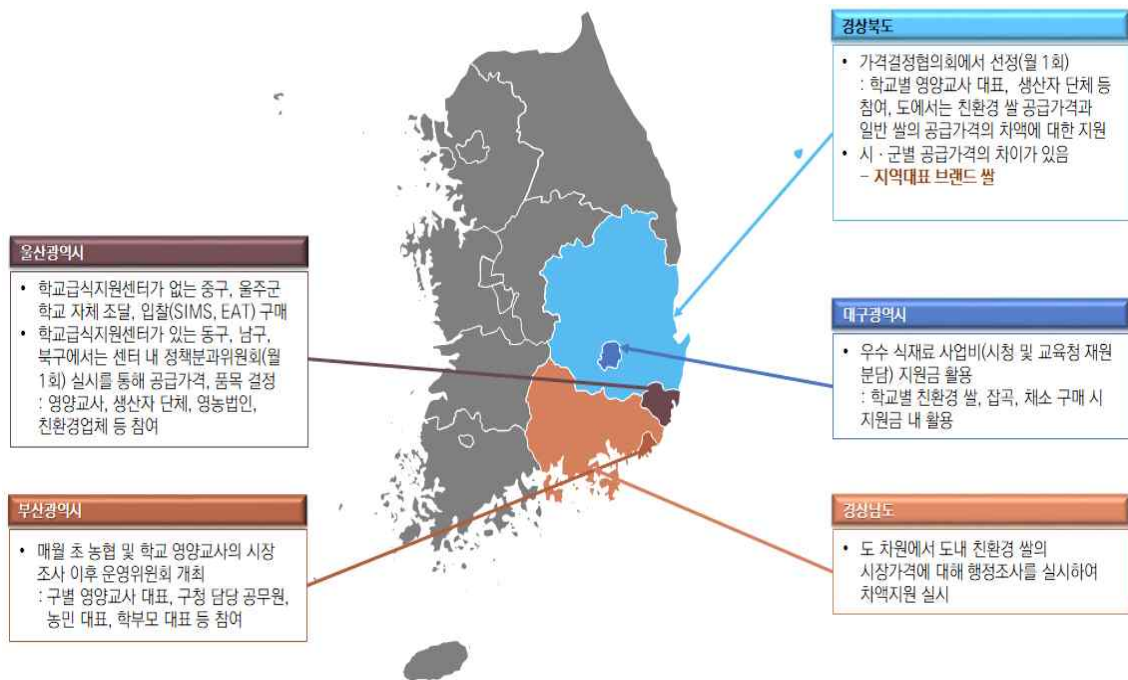 경상북도
• 가격결정협의회에서 선정(월 1회)
: 학교별 영양교사 대표, 생산자 단체 등
참여, 도에서는 친환경 쌀 공급가격과
일반 쌀의 공급가격의 차액에 대한 지원
• 시·군별 공급가격의 차이가 있음
– 지역대표 브랜드 쌀
울산광역시
• 학교급식지원센터가 없는 중구, 울주군
학교 자체 조달, 입찰(SIMS, EAT) 구매
• 학교급식지원센터가 있는 동구, 남구,
북구에서는 센터 내 정책분과위원회(월
1회) 실시를 통해 공급가격, 품목 결정
: 영양교사, 생산자 단체, 영농법인,
친환경업체 등 참여
대구광역시
• 우수 식재료 사업비(시청 및 교육청 재원
분담) 지원금 활용
: 학교별 친환경 쌀, 잡곡, 채소 구매 시
지원금 내 활용
부산광역시
• 매월 초 농협 및 학교 영양교사의 시장
조사 이후 운영위원회 개최
: 구별 영양교사 대표, 구청 담당 공무원,
농민 대표, 학부모 대표 등 참여
경상남도
• 도 차원에서 도내 친환경 쌀의
시장가격에 대해 행정조사를 실시하여
차액지원 실시